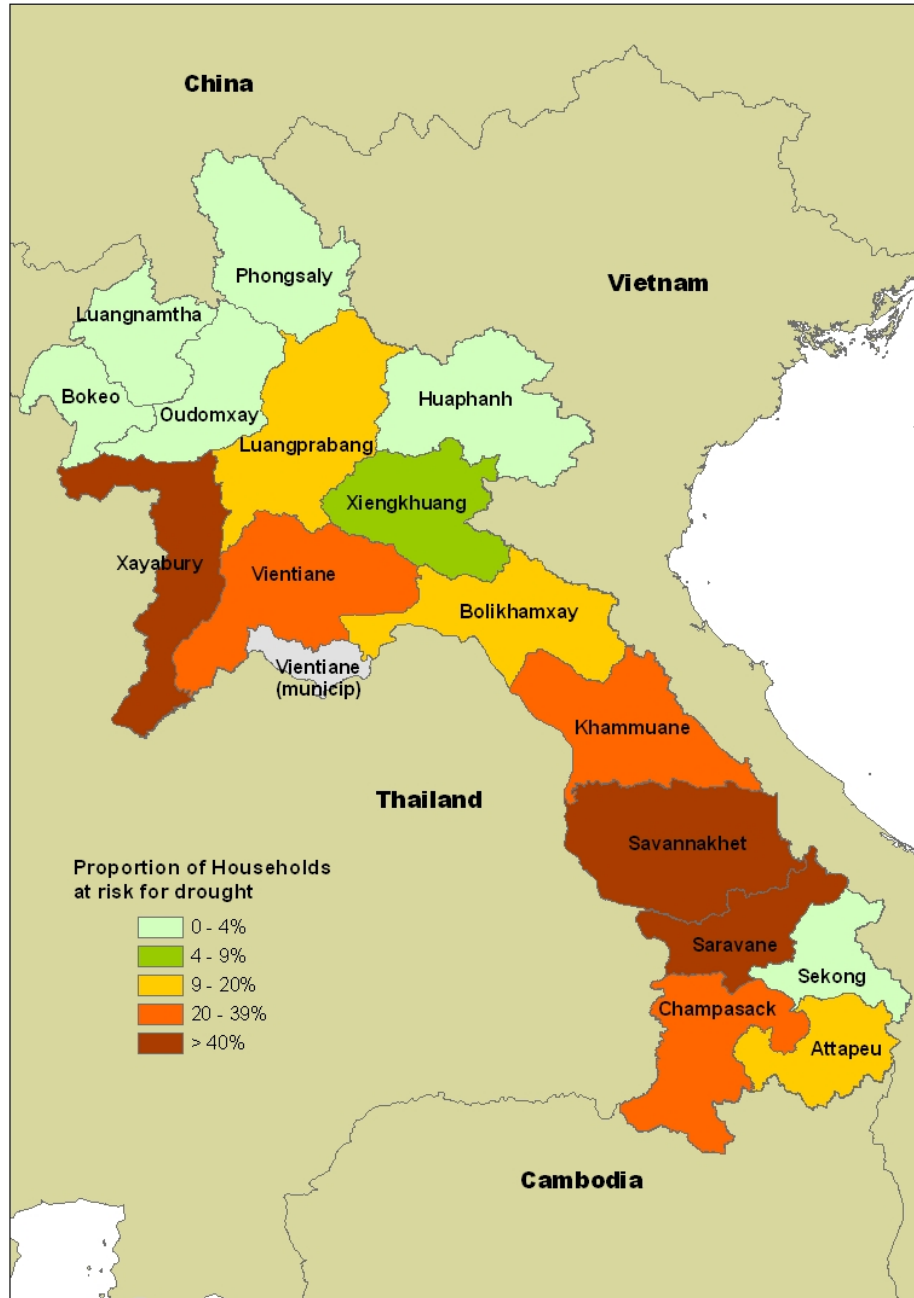 China
Phongsaly
Vietnam
Luangnamtha
Bokeo
Huaphanh
Oudomxay
Luangprabang
Xiengkhuang
Xayabury
Vientiane
Bolikhamxay
Vientiane
(municip)
Khammuane
Thailand
Savannakhet
Proportion of Households
at risk for drought
0 - 4%
4 - 9%
9 - 20%
20 - 39%
> 40%
Saravane
Sekong
Champasack
Attapeu
Cambodia